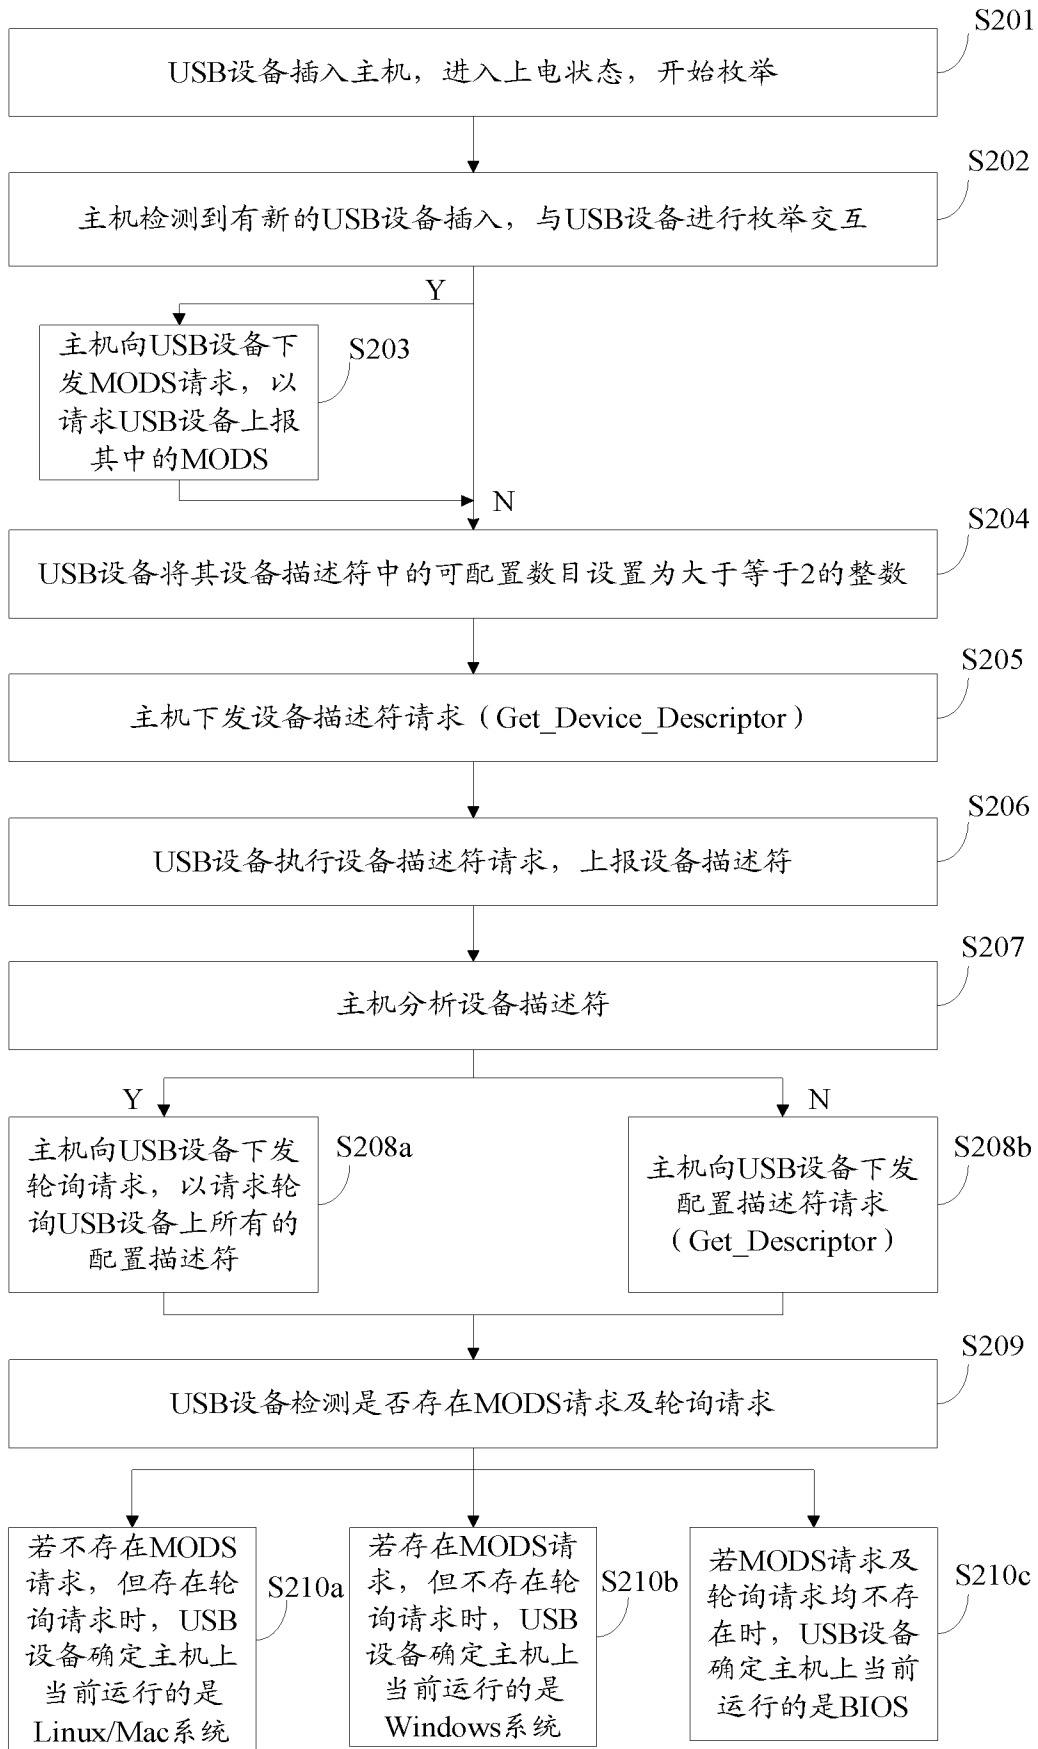 S201
USB设备插入主机，进入上电状态，开始枚举
S202
主机检测到有新的USB设备插入，与USB设备进行枚举交互
Y
主机向USB设备下
发MODS请求，以
请求USB设备上报
其中的MODS
S203
N
S204
USB设备将其设备描述符中的可配置数目设置为大于等于2的整数
S205
主机下发设备描述符请求（Get_Device_Descriptor）
S206
USB设备执行设备描述符请求，上报设备描述符
S207
主机分析设备描述符
Y
N
主机向USB设备下发
轮询请求，以请求轮
询USB设备上所有的
配置描述符
S208a
主机向USB设备下发
配置描述符请求
（Get_Descriptor）
S208b
S209
USB设备检测是否存在MODS请求及轮询请求
若不存在MODS
请求，但存在轮
询请求时，USB
设备确定主机上
当前运行的是
Linux/Mac系统
S210a
若存在MODS请
求，但不存在轮
询请求时，USB
设备确定主机上
当前运行的是
Windows系统
S210b
若MODS请求及
轮询请求均不存
在时，USB设备
确定主机上当前
运行的是BIOS
S210c